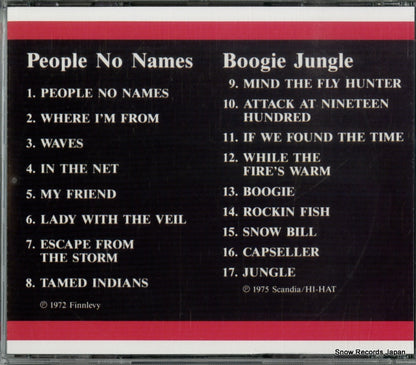 People No Names
1. PEOPLE NO NAMES
2. WHERE I'M FROM
3. WAVES
4. IN THE NET
5. MY FRIEND
6. LADY WITH THE VEIL
7. ESCAPE FROM
THE STORM
8. TAMED INDIANS
℗ 1972 Finnlevy
Boogie Jungle
9. MIND THE FLY HUNTER
10. ATTACK AT NINETEEN
HUNDRED
11. IF WE FOUND THE TIME
12. WHILE THE
FIRE'S WARM
13. BOOGIE
14. ROCKIN FISH
15. SNOW BILL
16. CAPSELLER
17. JUNGLE
℗ 1975 Scandia/HI-HAT
Snow Records Japan